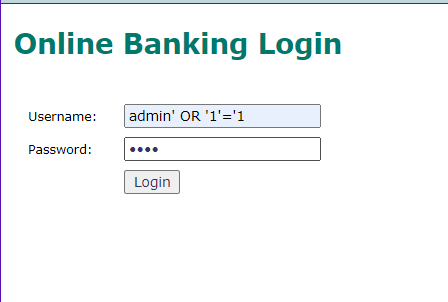 Online Banking Login
Username: admin' OR '1'='1
Password: ••••
Login